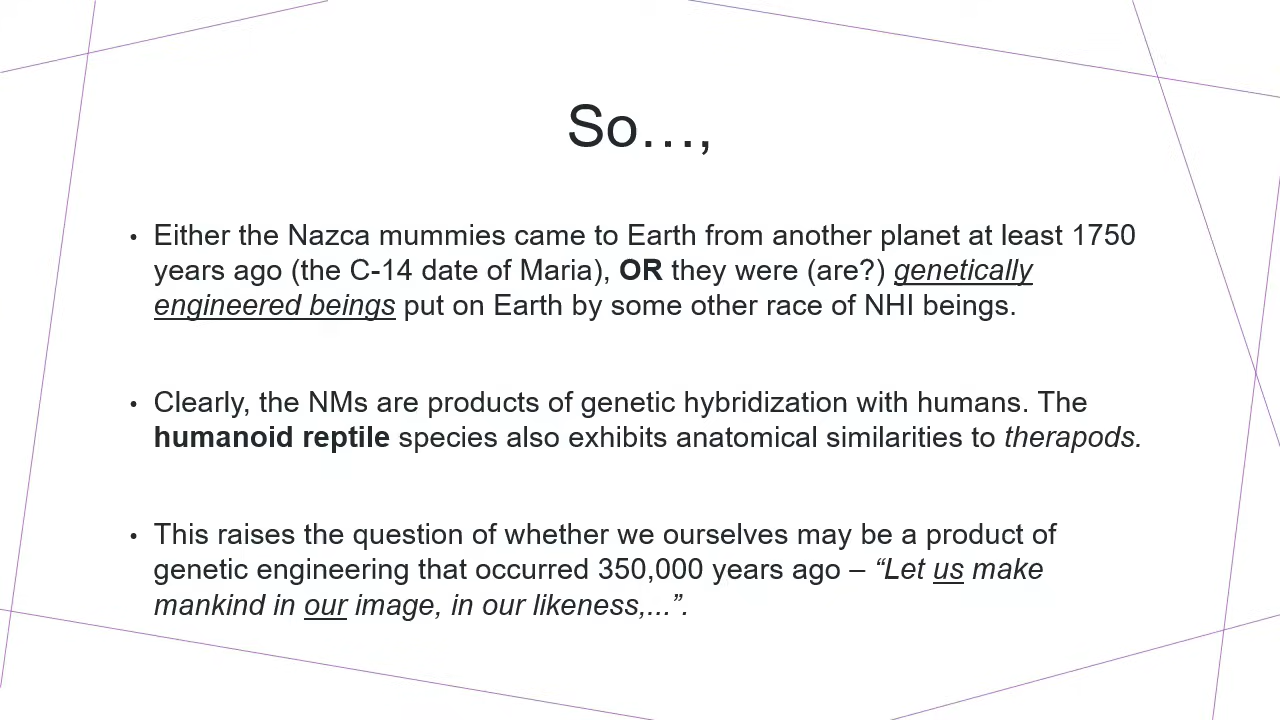 So…,
• Either the Nazca mummies came to Earth from another planet at least 1750
years ago (the C-14 date of Maria), OR they were (are?) genetically
engineered beings put on Earth by some other race of NHI beings.
• Clearly, the NMs are products of genetic hybridization with humans. The
humanoid reptile species also exhibits anatomical similarities to therapods.
• This raises the question of whether we ourselves may be a product of
genetic engineering that occurred 350,000 years ago – “Let us make
mankind in our image, in our likeness,...”.